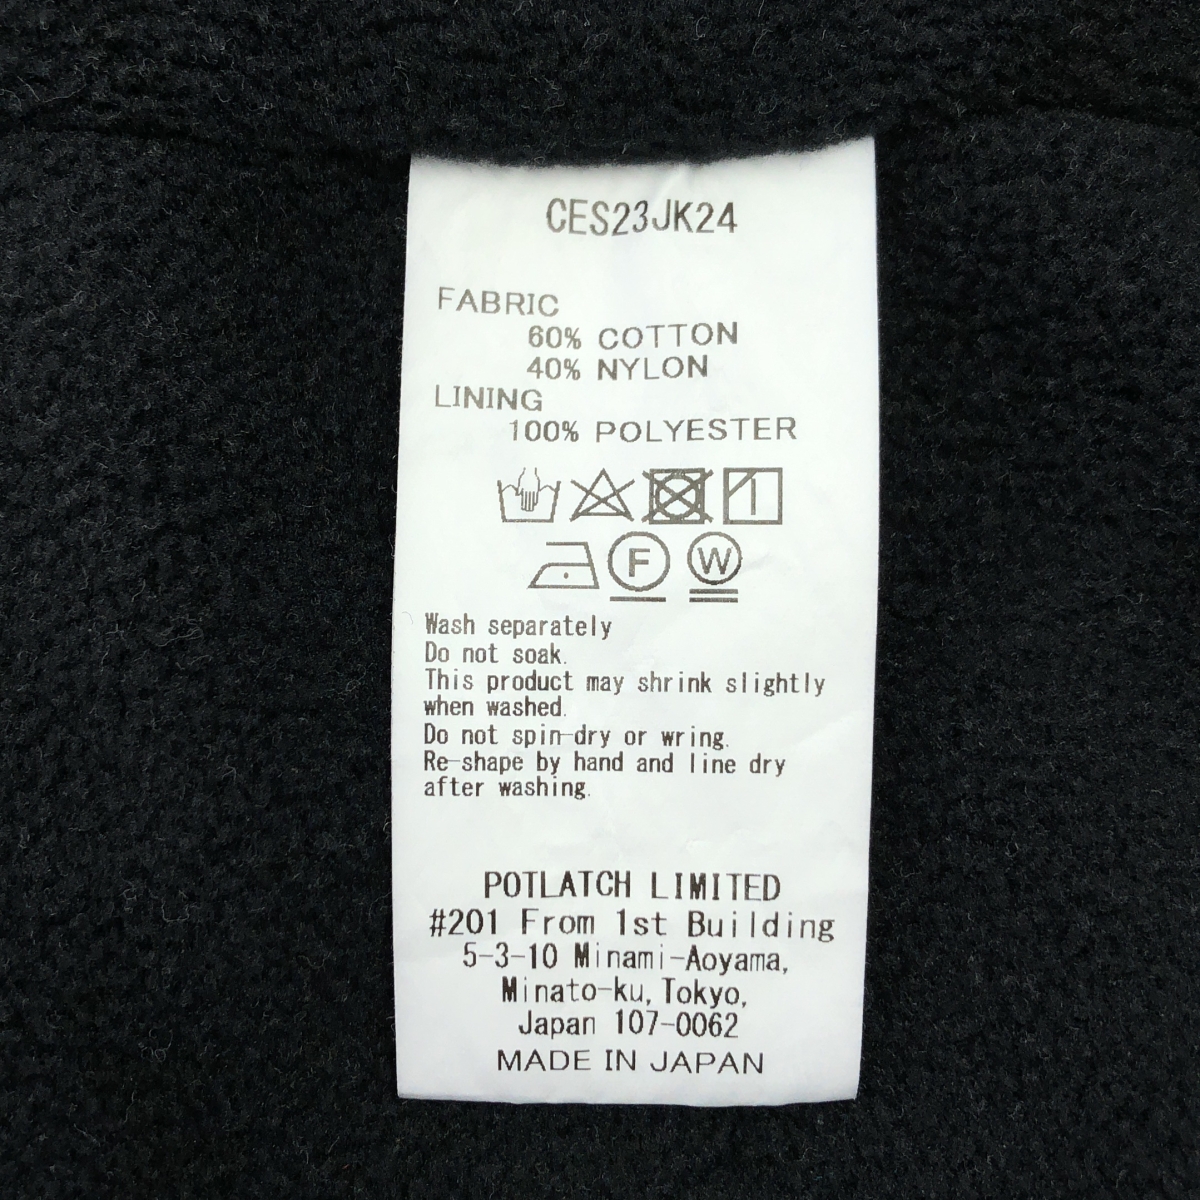 CES23JK24
FABRIC
60% COTTON
40% NYLON
LINING
100% POLYESTER
F W
Wash separately
Do not soak.
This product may shrink slightly
when washed.
Do not spin-dry or wring.
Re-shape by hand and line dry
after washing.
POTLATCH LIMITED
#201 From 1st Building
5-3-10 Minami-Aoyama,
Minato-ku, Tokyo,
Japan 107-0062
MADE IN JAPAN